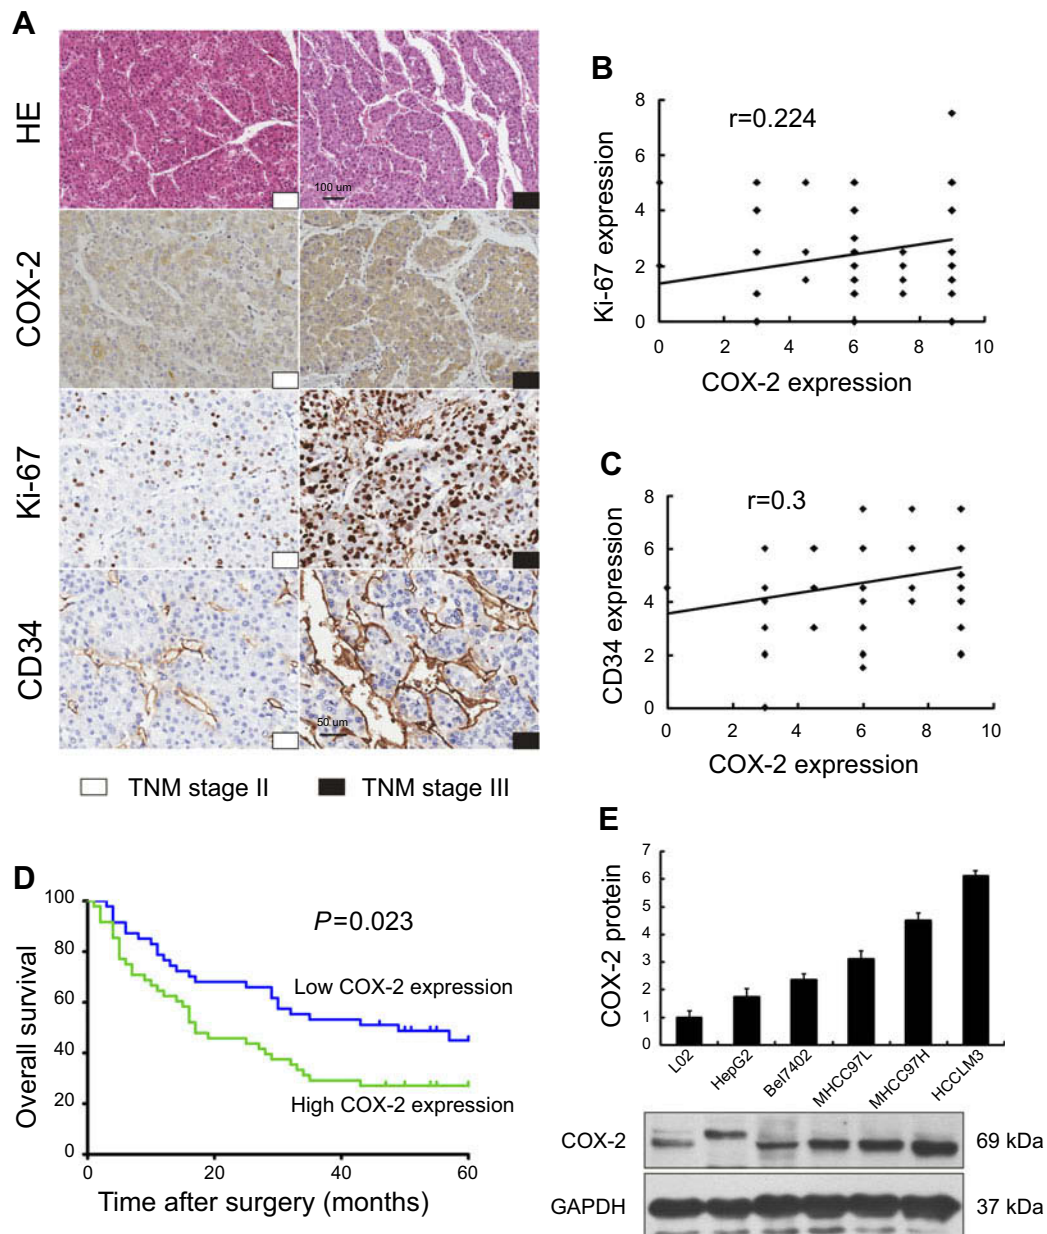 A
HE
100 um
COX-2
Ki-67
CD34
50 um
TNM stage II
TNM stage III
B
r=0.224
Ki-67 expression
8
6
4
2
0
0 2 4 6 8 10
COX-2 expression
C
r=0.3
CD34 expression
8
6
4
2
0
0 2 4 6 8 10
COX-2 expression
D
P=0.023
Overall survival
100
80
60
40
20
0
Low COX-2 expression
High COX-2 expression
0 20 40 60
Time after surgery (months)
E
COX-2 protein
7
6
5
4
3
2
1
0
L02 HepG2 Bel7402 MHCC97L MHCC97H HCCLM3
COX-2 69 kDa
GAPDH 37 kDa